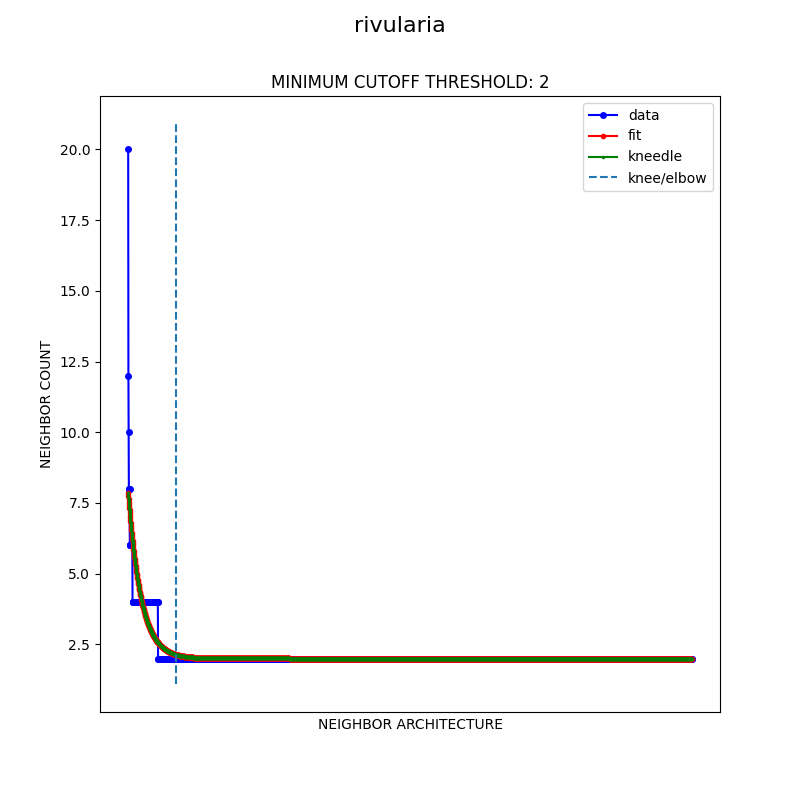 rivularia
MINIMUM CUTOFF THRESHOLD: 2
data
fit
kneedle
knee/elbow
20.0
17.5
15.0
12.5
10.0
7.5
5.0
2.5
NEIGHBOR COUNT
NEIGHBOR ARCHITECTURE